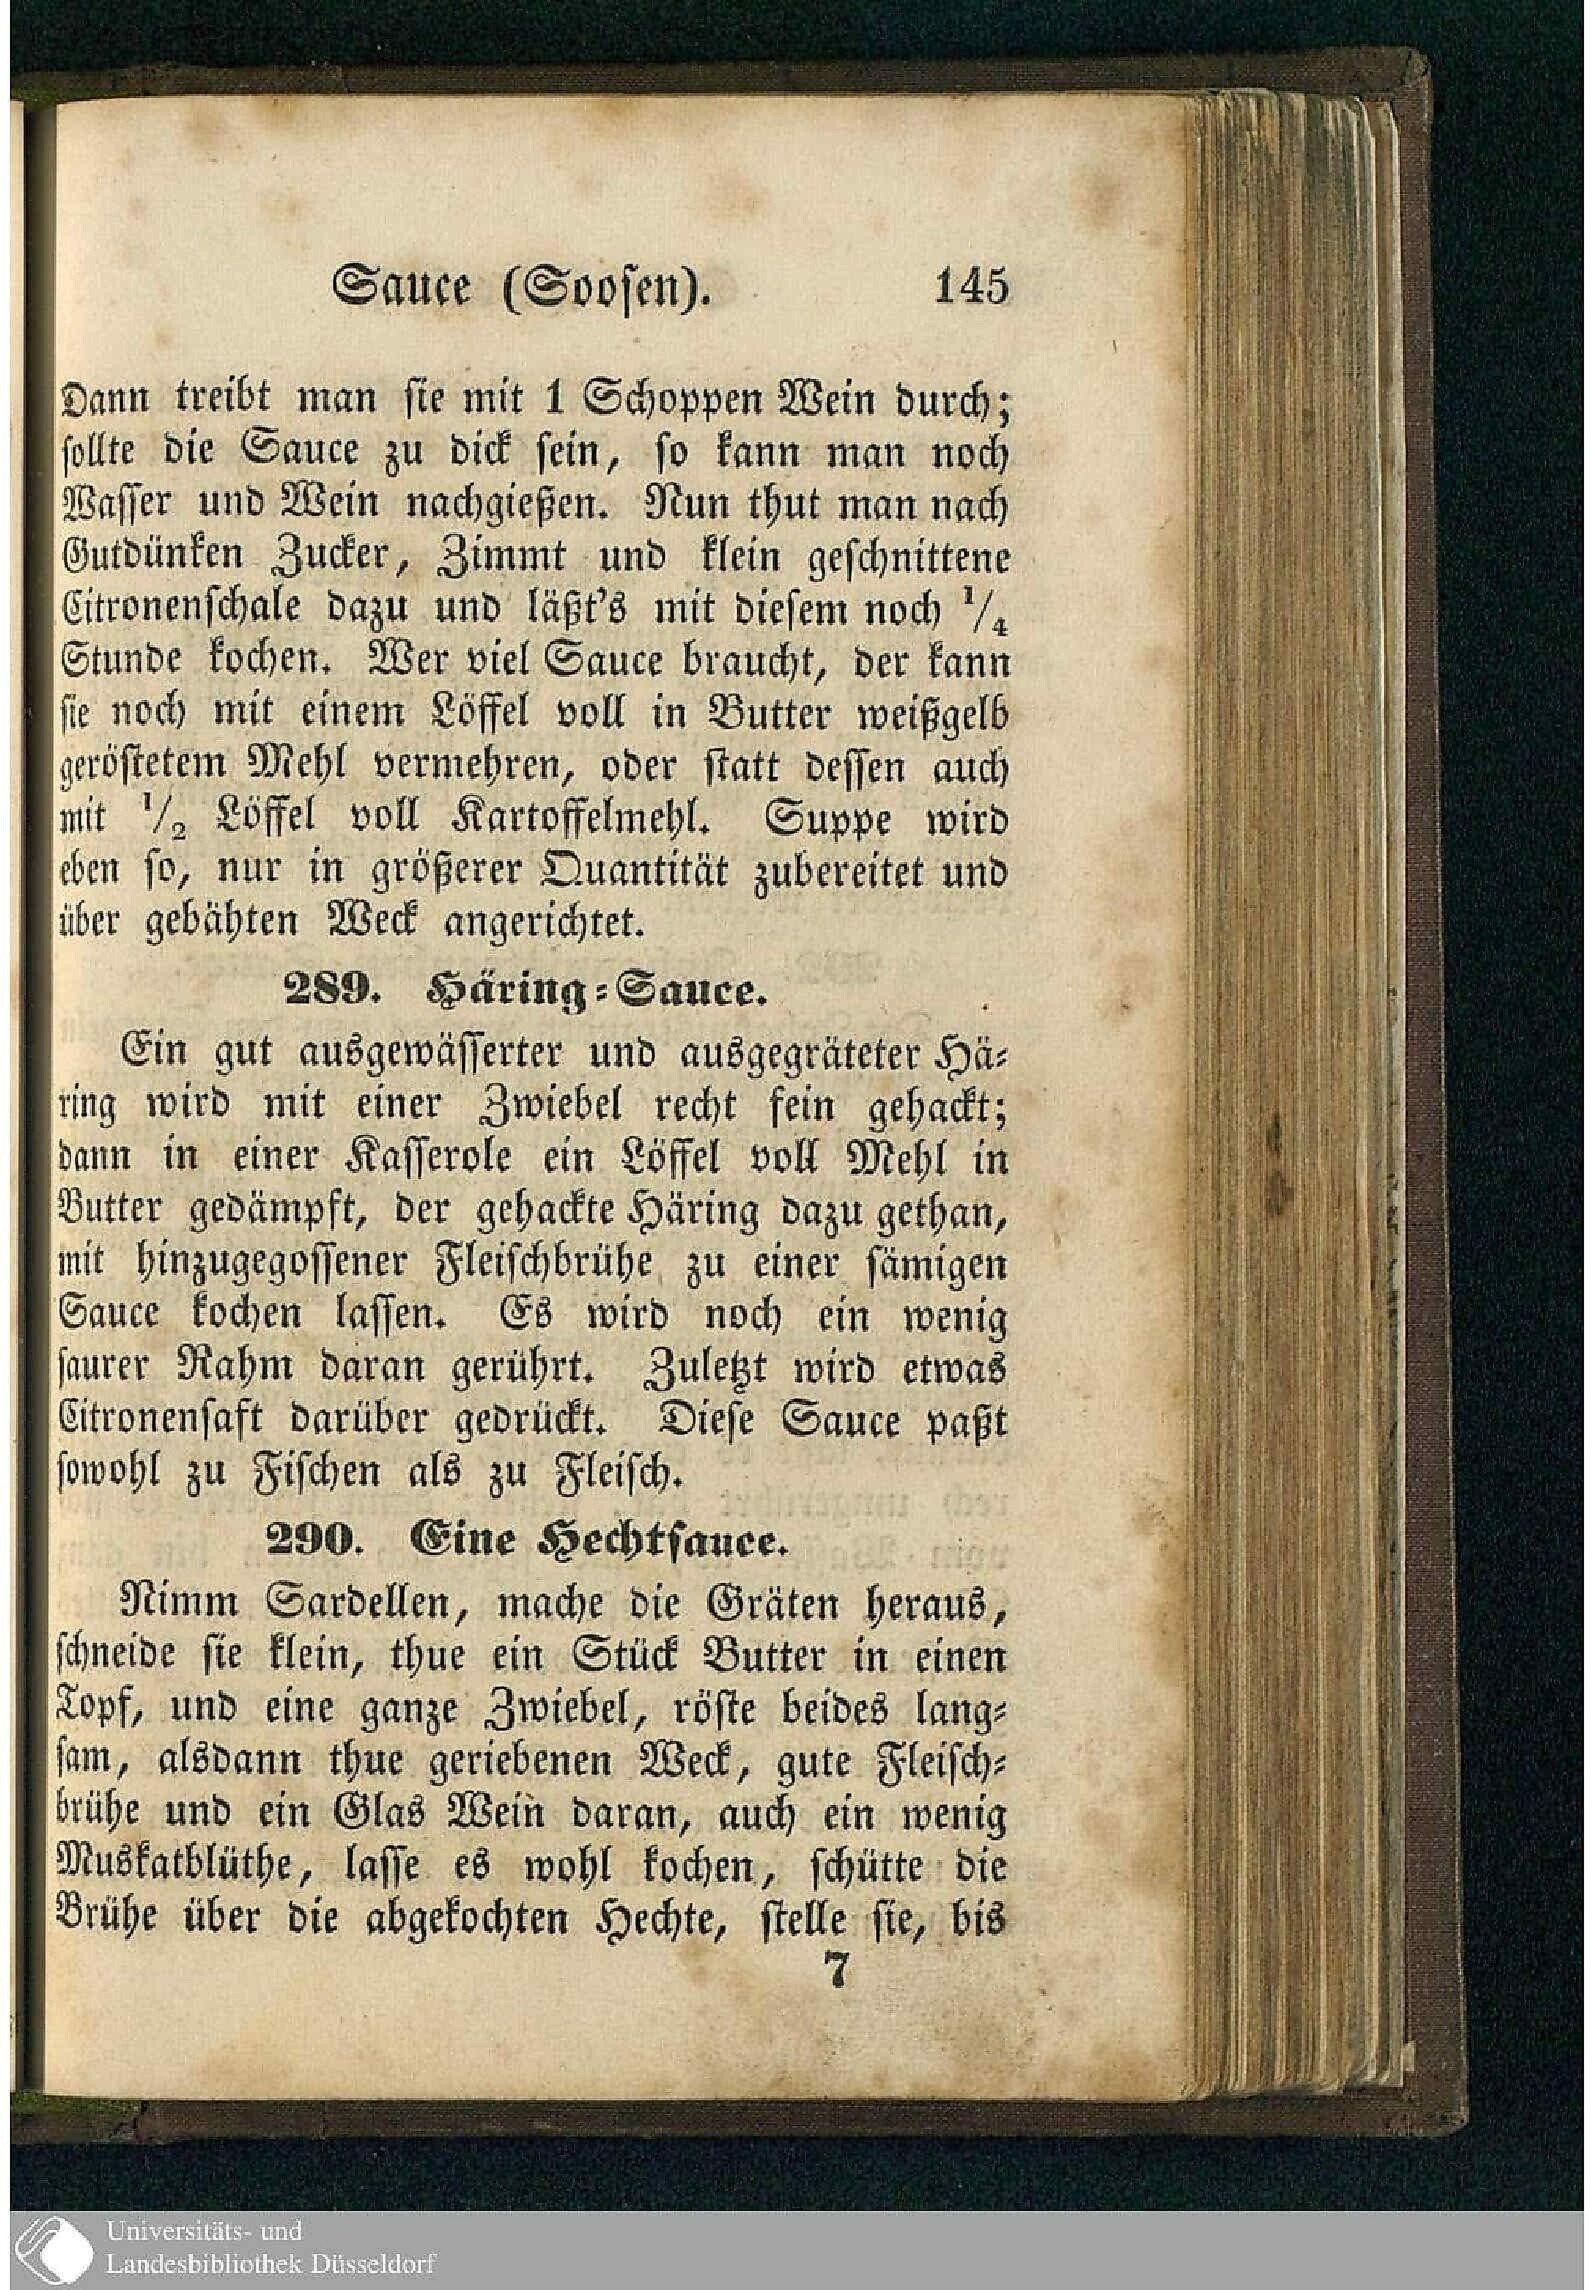 Sauce (Soosen). 145
Dann treibt man sie mit 1 Schoppen Wein durch;
sollte die Sauce zu dick sein, so kann man noch
Wasser und Wein nachgießen. Nun thut man nach
Gutdünken Zucker, Zimmt und klein geschnittene
Citronenschale dazu und läßt's mit diesem noch 1/4
Stunde kochen. Wer viel Sauce braucht, der kann
sie noch mit einem Löffel voll in Butter weißgelb
geröstetem Mehl vermehren, oder statt dessen auch
mit 1/2 Löffel voll Kartoffelmehl. Suppe wird
eben so, nur in größerer Quantität zubereitet und
über gebähten Weck angerichtet.
289. Häring-Sauce.
Ein gut ausgewässerter und ausgegräteter Hä-
ring wird mit einer Zwiebel recht fein gehackt;
dann in einer Kasserole ein Löffel voll Mehl in
Butter gedämpft, der gehackte Häring dazu gethan,
mit hinzugegossener Fleischbrühe zu einer sämigen
Sauce kochen lassen. Es wird noch ein wenig
saurer Rahm daran gerührt. Zuletzt wird etwas
Citronensaft darüber gedrückt. Diese Sauce paßt
sowohl zu Fischen als zu Fleisch.
290. Eine Hechtsauce.
Nimm Sardellen, mache die Gräten heraus,
schneide sie klein, thue ein Stück Butter in einen
Topf, und eine ganze Zwiebel, röste beides lang-
sam, alsdann thue geriebenen Weck, gute Fleisch-
brühe und ein Glas Wein daran, auch ein wenig
Muskatblüthe, lasse es wohl kochen, schütte die
Brühe über die abgekochten Hechte, stelle sie, bis
7
Universitäts- und
Landesbibliothek Düsseldorf